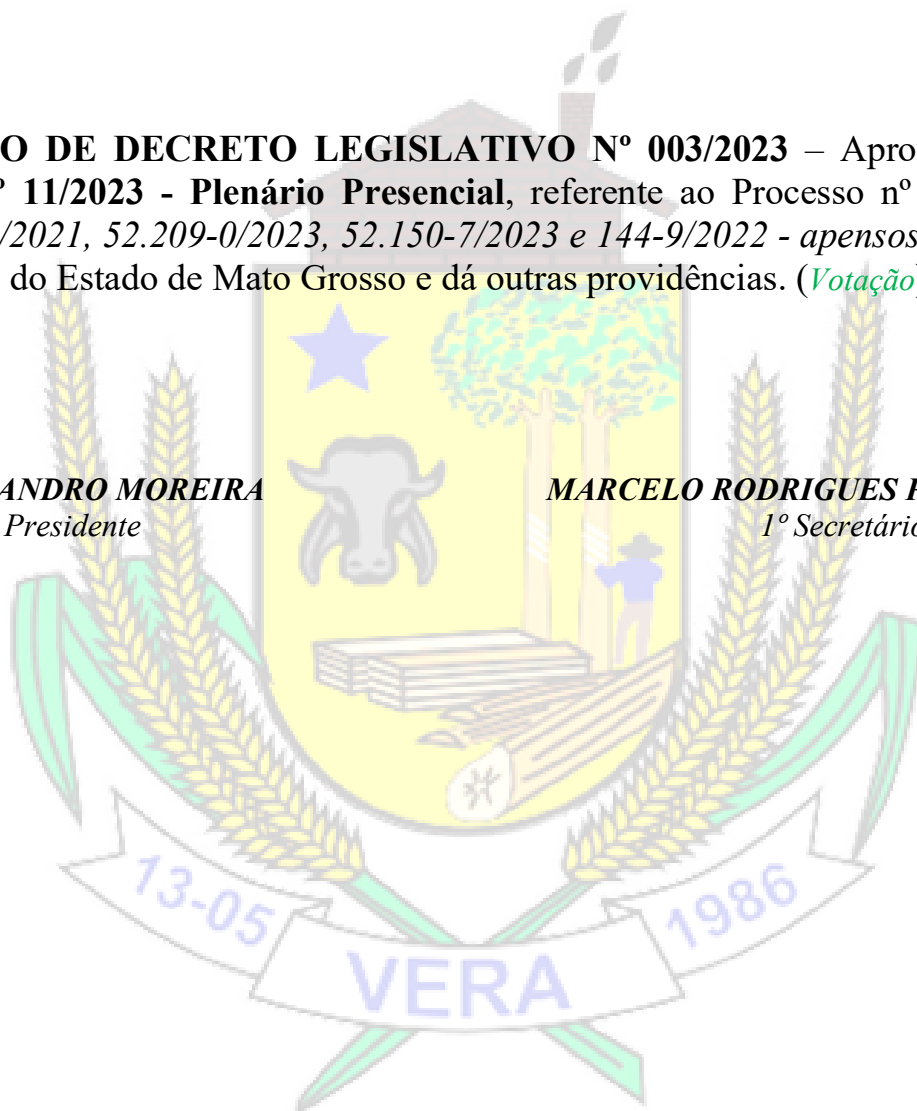 O DE DECRETO LEGISLATIVO Nº 003/2023 – Apro
º 11/2023 - Plenário Presencial, referente ao Processo nº
/2021, 52.209-0/2023, 52.150-7/2023 e 144-9/2022 - apensos
do Estado de Mato Grosso e dá outras providências. (Votação)
ANDRO MOREIRA
MARCELO RODRIGUES
Presidente
1º Secretário
13-05
1986
VERA